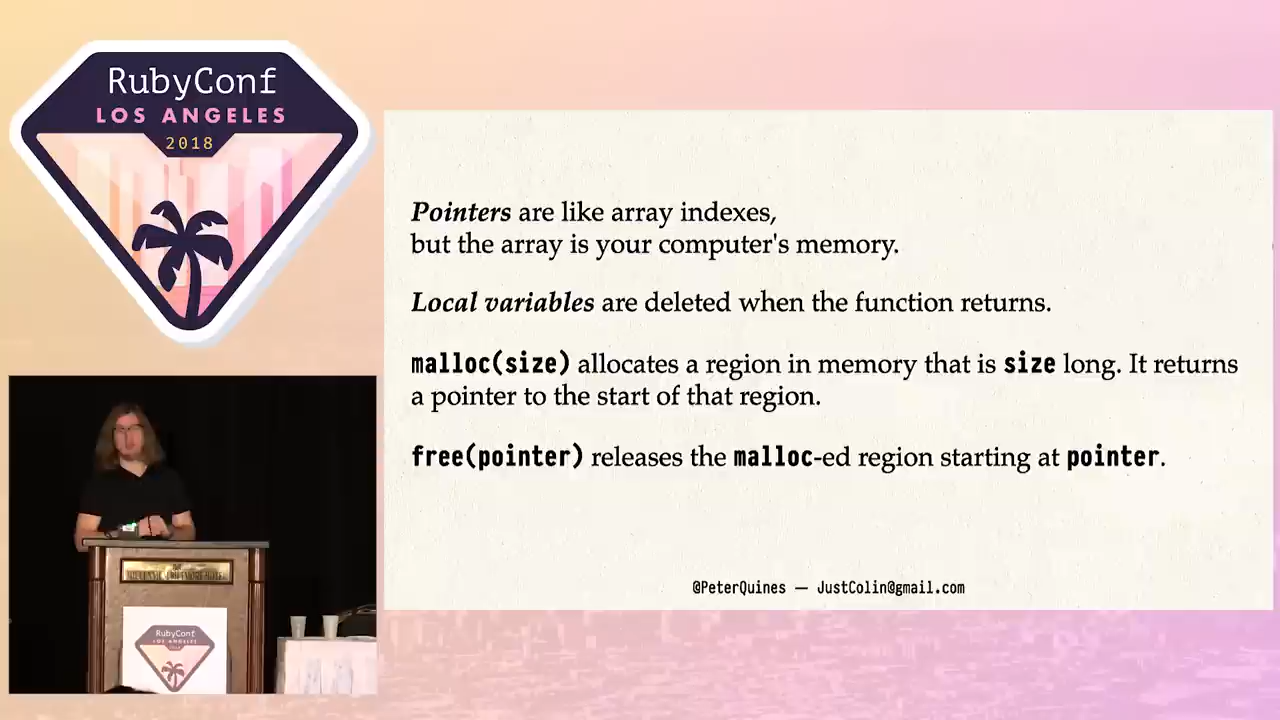 RubyConf
LOS ANGELES
2018
Pointers are like array indexes,
but the array is your computer's memory.
Local variables are deleted when the function returns.
malloc(size) allocates a region in memory that is size long. It returns
a pointer to the start of that region.
free(pointer) releases the malloc-ed region starting at pointer.
@PeterQuines — JustColin@gmail.com
RubyConf
LOS ANGELES